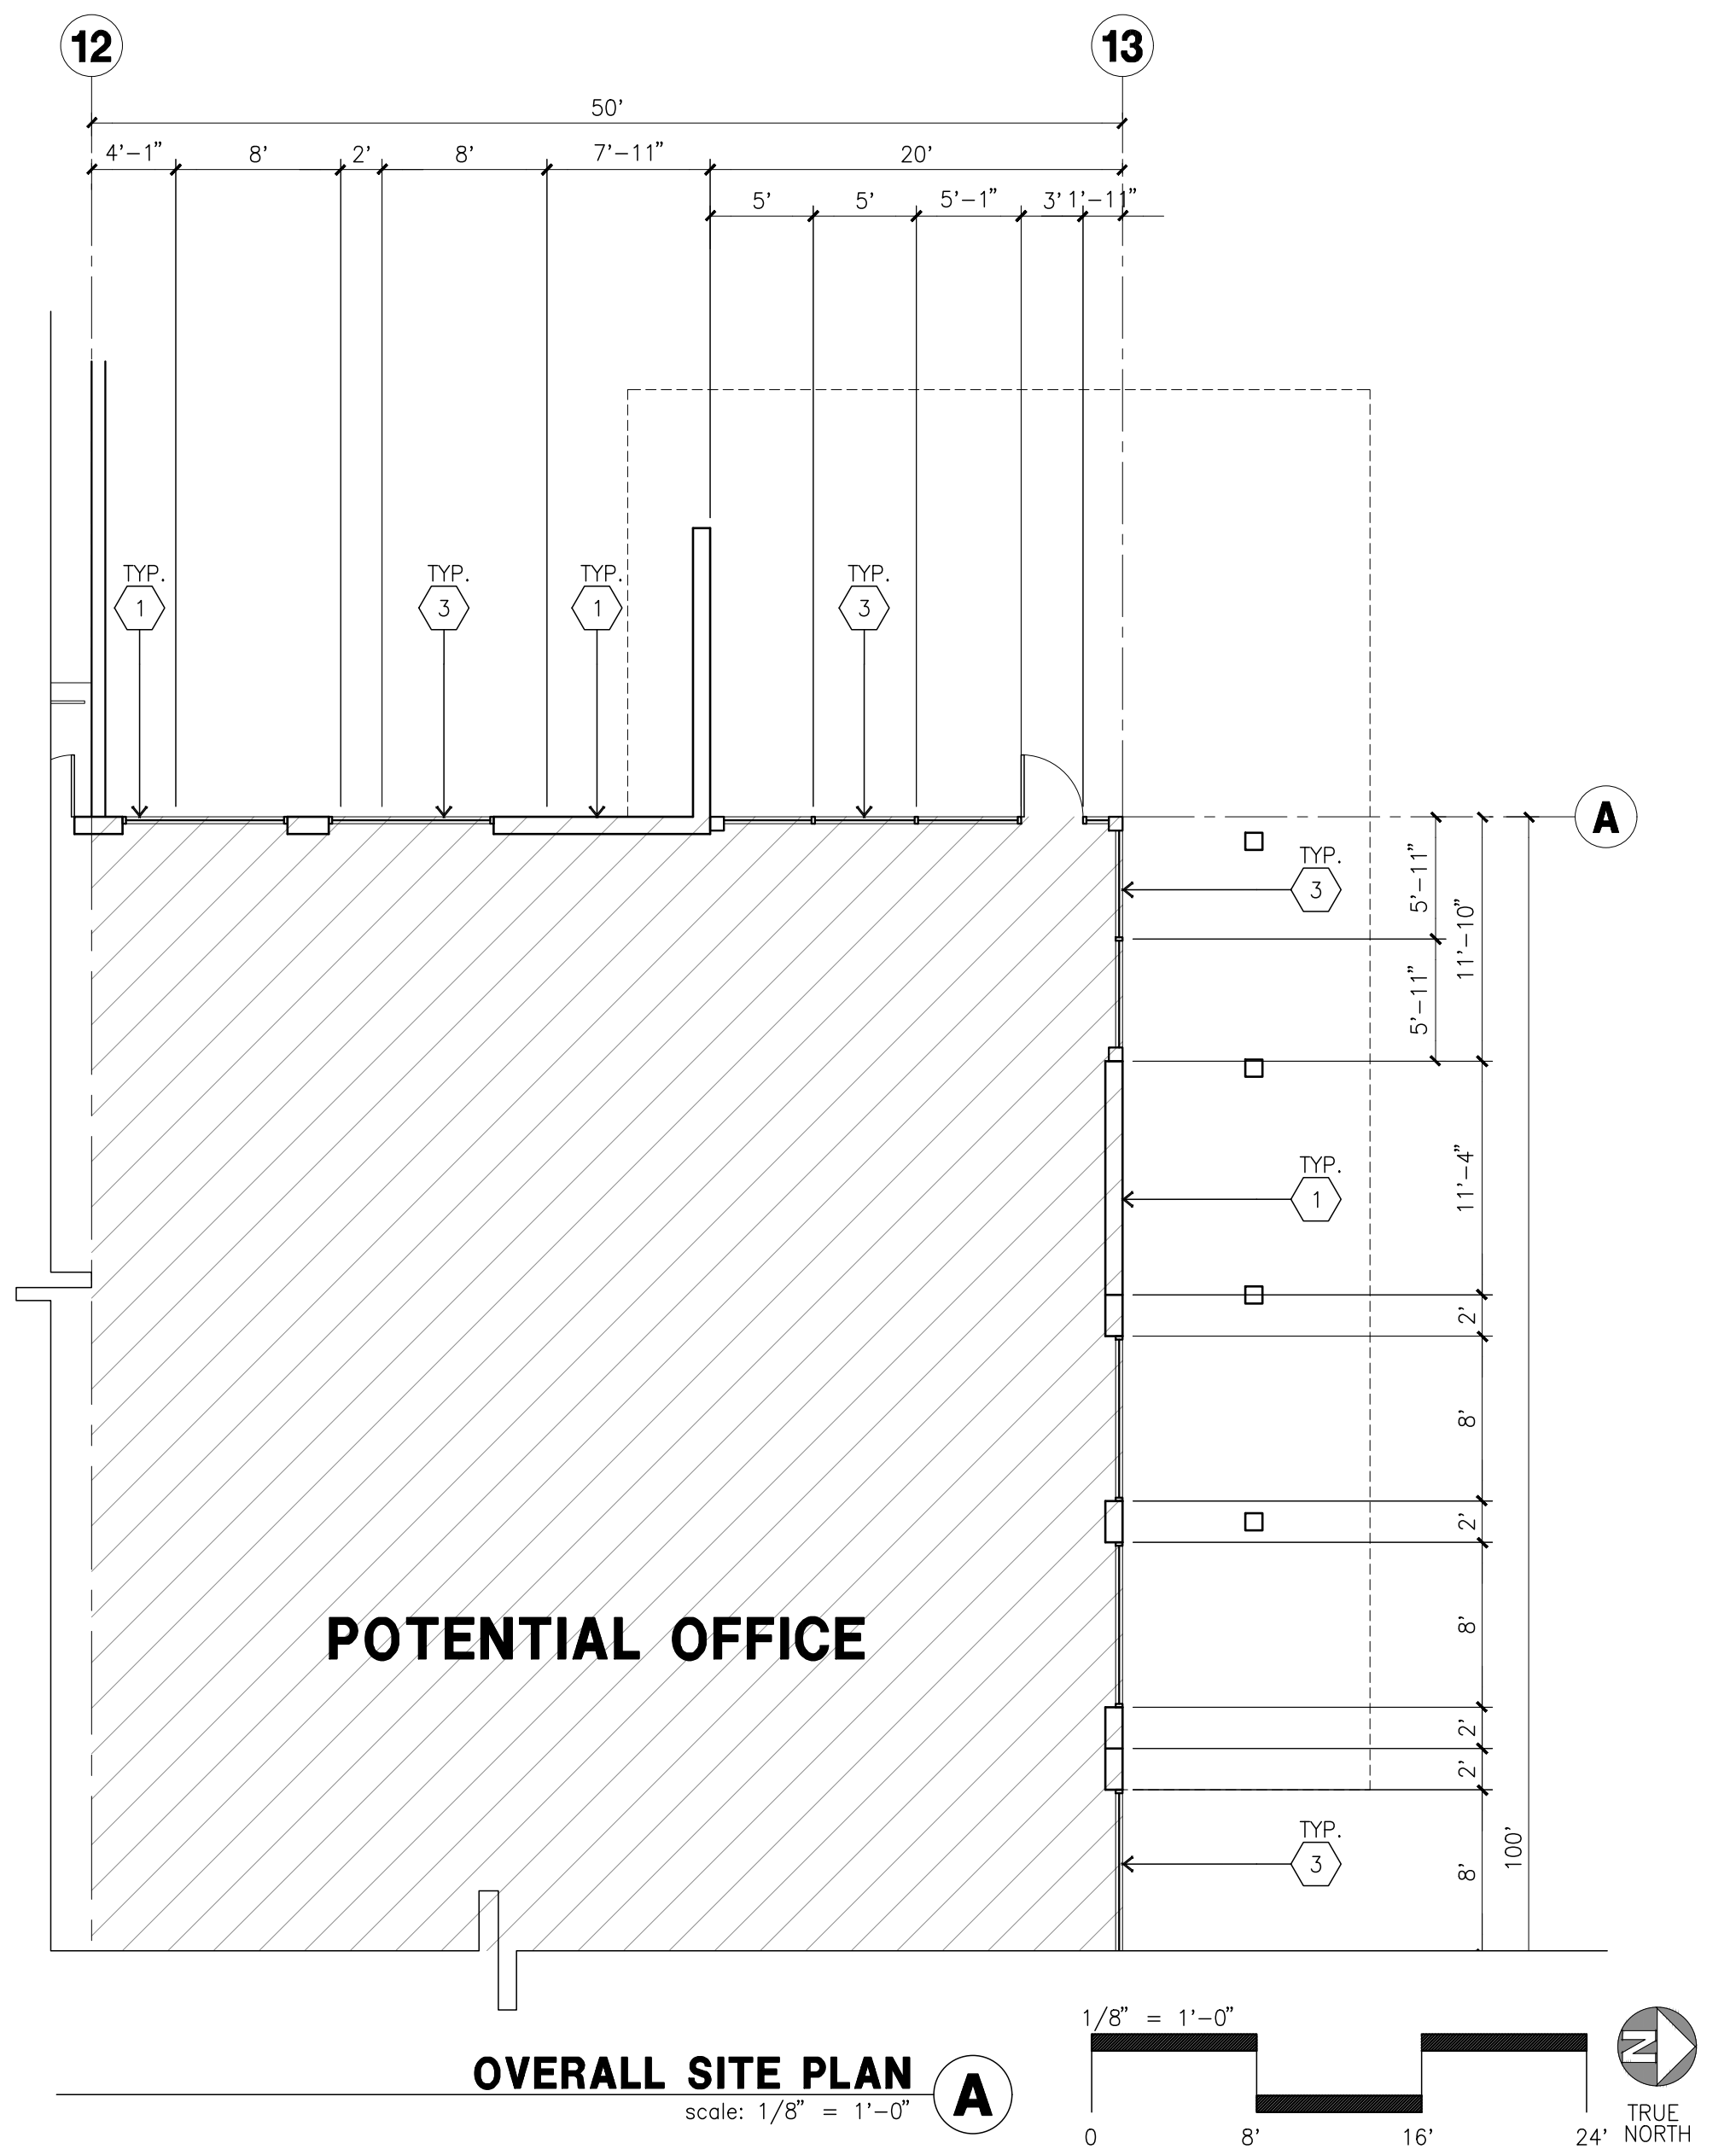 12
13
50'
4'-1" 8' 2' 8' 7'-11" 20'
5' 5' 5'-1" 3' 1'-11"
TYP.
1
TYP.
3
TYP.
1
TYP.
3
A
TYP.
3
5'-11"
11'-10"
5'-11"
TYP.
1
11'-4"
2'
8'
2'
8'
2'
2'
TYP.
3
8'
100'
POTENTIAL OFFICE
OVERALL SITE PLAN
scale: 1/8" = 1'-0"
A
1/8" = 1'-0"
0 8' 16' 24'
N
TRUE
NORTH